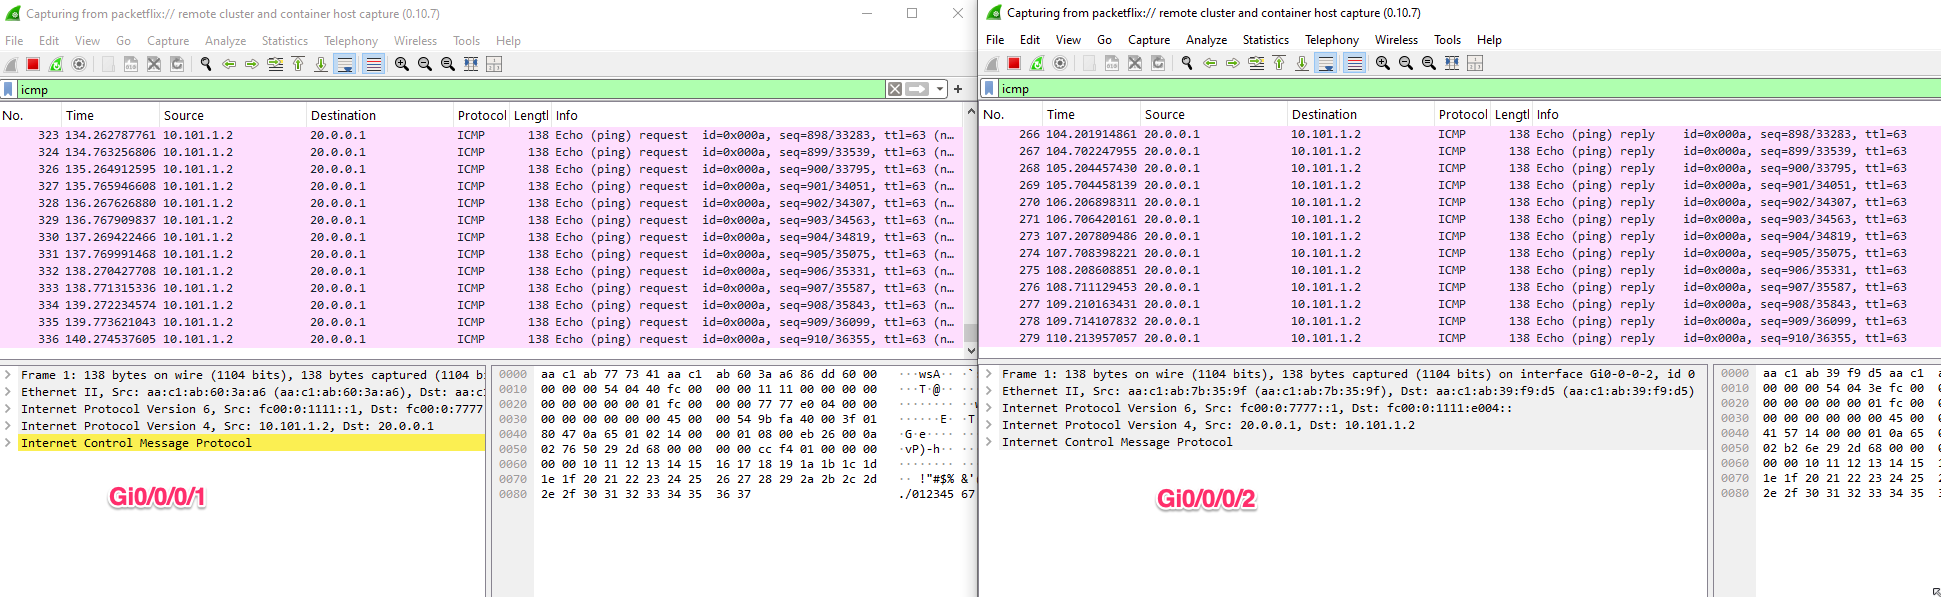 Capturing from packetflix:// remote cluster and container host capture (0.10.7)
File Edit View Go Capture Analyze Statistics Telephony Wireless Tools Help
icmp
No. Time Source Destination Protocol Lengtl Info
323 134.262787761 10.101.1.2 20.0.0.1 ICMP 138 Echo (ping) request id=0x000a, seq=898/33283, ttl=63 (n…
324 134.763256806 10.101.1.2 20.0.0.1 ICMP 138 Echo (ping) request id=0x000a, seq=899/33539, ttl=63 (n…
326 135.264912595 10.101.1.2 20.0.0.1 ICMP 138 Echo (ping) request id=0x000a, seq=900/33795, ttl=63 (n…
327 135.765946608 10.101.1.2 20.0.0.1 ICMP 138 Echo (ping) request id=0x000a, seq=901/34051, ttl=63 (n…
328 136.267626880 10.101.1.2 20.0.0.1 ICMP 138 Echo (ping) request id=0x000a, seq=902/34307, ttl=63 (n…
329 136.767909837 10.101.1.2 20.0.0.1 ICMP 138 Echo (ping) request id=0x000a, seq=903/34563, ttl=63 (n…
330 137.269422466 10.101.1.2 20.0.0.1 ICMP 138 Echo (ping) request id=0x000a, seq=904/34819, ttl=63 (n…
331 137.769991468 10.101.1.2 20.0.0.1 ICMP 138 Echo (ping) request id=0x000a, seq=905/35075, ttl=63 (n…
332 138.270427708 10.101.1.2 20.0.0.1 ICMP 138 Echo (ping) request id=0x000a, seq=906/35331, ttl=63 (n…
333 138.771315336 10.101.1.2 20.0.0.1 ICMP 138 Echo (ping) request id=0x000a, seq=907/35587, ttl=63 (n…
334 139.272234574 10.101.1.2 20.0.0.1 ICMP 138 Echo (ping) request id=0x000a, seq=908/35843, ttl=63 (n…
335 139.773621043 10.101.1.2 20.0.0.1 ICMP 138 Echo (ping) request id=0x000a, seq=909/36099, ttl=63 (n…
336 140.274537605 10.101.1.2 20.0.0.1 ICMP 138 Echo (ping) request id=0x000a, seq=910/36355, ttl=63 (n…
Frame 1: 138 bytes on wire (1104 bits), 138 bytes captured (1104 bi
Ethernet II, Src: aa:c1:ab:60:3a:a6 (aa:c1:ab:60:3a:a6), Dst: aa:c1
Internet Protocol Version 6, Src: fc00:0:1111::1, Dst: fc00:0:7777
Internet Protocol Version 4, Src: 10.101.1.2, Dst: 20.0.0.1
Internet Control Message Protocol
Gi0/0/0/1
0000 aa c1 ab 77 73 41 aa c1 ab 60 3a a6 86 dd 60 00 ···wsA·· ·`
0010 00 00 00 54 04 40 fc 00 00 00 11 11 00 00 00 00 ···T·@··
0020 00 00 00 00 00 01 fc 00 00 00 77 77 e0 04 00 00 ········ ··w
0030 00 00 00 00 00 00 45 00 00 54 9b fa 40 00 3f 01 ······E· ·T
0040 80 47 0a 65 01 02 14 00 00 01 08 00 eb 26 00 0a ·G·e····
0050 02 76 50 29 2d 68 00 00 00 00 cc f4 01 00 00 00 ·vP)-h··
0060 00 00 10 11 12 13 14 15 16 17 18 19 1a 1b 1c 1d ········
0070 1e 1f 20 21 22 23 24 25 26 27 28 29 2a 2b 2c 2d ·· !"#$% &'
0080 2e 2f 30 31 32 33 34 35 36 37 ./012345 67
Capturing from packetflix:// remote cluster and container host capture (0.10.7)
File Edit View Go Capture Analyze Statistics Telephony Wireless Tools Help
icmp
No. Time Source Destination Protocol Lengtl Info
266 104.201914861 20.0.0.1 10.101.1.2 ICMP 138 Echo (ping) reply id=0x000a, seq=898/33283, ttl=63
267 104.702247955 20.0.0.1 10.101.1.2 ICMP 138 Echo (ping) reply id=0x000a, seq=899/33539, ttl=63
268 105.204457430 20.0.0.1 10.101.1.2 ICMP 138 Echo (ping) reply id=0x000a, seq=900/33795, ttl=63
269 105.704458139 20.0.0.1 10.101.1.2 ICMP 138 Echo (ping) reply id=0x000a, seq=901/34051, ttl=63
270 106.206898311 20.0.0.1 10.101.1.2 ICMP 138 Echo (ping) reply id=0x000a, seq=902/34307, ttl=63
271 106.706420161 20.0.0.1 10.101.1.2 ICMP 138 Echo (ping) reply id=0x000a, seq=903/34563, ttl=63
273 107.207809486 20.0.0.1 10.101.1.2 ICMP 138 Echo (ping) reply id=0x000a, seq=904/34819, ttl=63
274 107.708398221 20.0.0.1 10.101.1.2 ICMP 138 Echo (ping) reply id=0x000a, seq=905/35075, ttl=63
275 108.208608851 20.0.0.1 10.101.1.2 ICMP 138 Echo (ping) reply id=0x000a, seq=906/35331, ttl=63
276 108.711129453 20.0.0.1 10.101.1.2 ICMP 138 Echo (ping) reply id=0x000a, seq=907/35587, ttl=63
277 109.210163431 20.0.0.1 10.101.1.2 ICMP 138 Echo (ping) reply id=0x000a, seq=908/35843, ttl=63
278 109.714107832 20.0.0.1 10.101.1.2 ICMP 138 Echo (ping) reply id=0x000a, seq=909/36099, ttl=63
279 110.213957057 20.0.0.1 10.101.1.2 ICMP 138 Echo (ping) reply id=0x000a, seq=910/36355, ttl=63
Frame 1: 138 bytes on wire (1104 bits), 138 bytes captured (1104 bits) on interface Gi0-0-0-2, id 0
Ethernet II, Src: aa:c1:ab:7b:35:9f (aa:c1:ab:7b:35:9f), Dst: aa:c1:ab:39:f9:d5 (aa:c1:ab:39:f9:d5)
Internet Protocol Version 6, Src: fc00:0:7777::1, Dst: fc00:0:1111:e004::
Internet Protocol Version 4, Src: 20.0.0.1, Dst: 10.101.1.2
Internet Control Message Protocol
Gi0/0/0/2
0000 aa c1 ab 39 f9 d5 aa c1
0010 00 00 00 54 04 3e fc 00
0020 00 00 00 00 00 01 fc 00
0030 00 00 00 00 00 00 45 00
0040 41 57 14 00 00 01 0a 65
0050 02 b2 6e 29 2d 68 00 00
0060 00 00 10 11 12 13 14 15
0070 1e 1f 20 21 22 23 24 25
0080 2e 2f 30 31 32 33 34 35